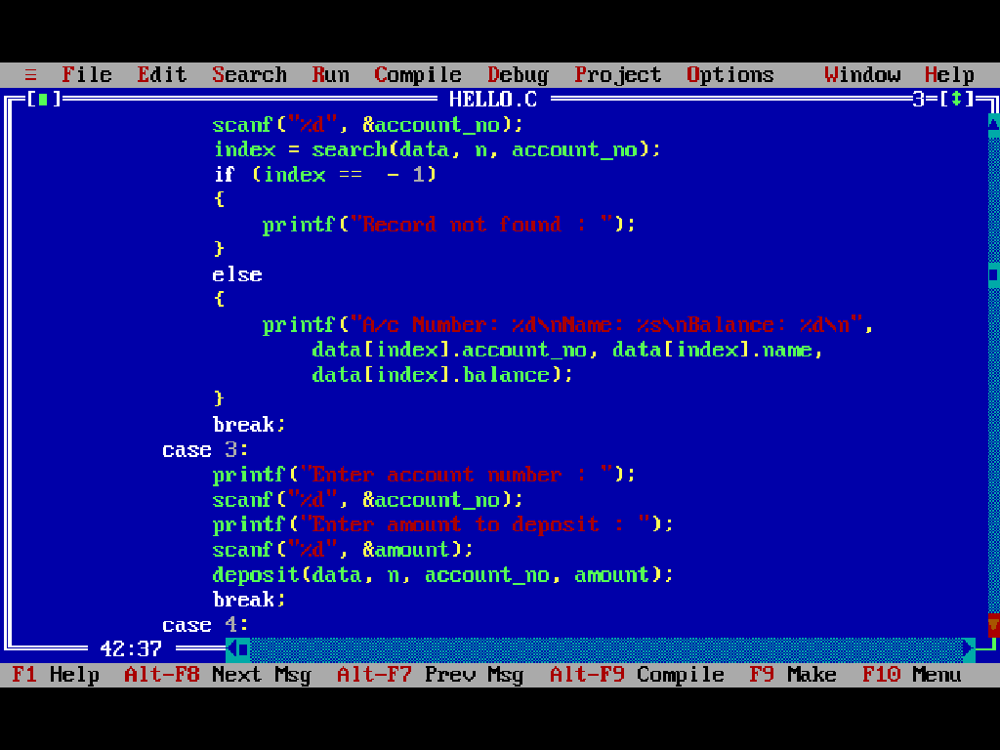 ≡ File Edit Search Run Compile Debug Project Options Window Help
[■] HELLO.C 3=[↕]
scanf("%d", &account_no);
index = search(data, n, account_no);
if (index ==  - 1)
{
printf("Record not found : ");
}
else
{
printf("A/c Number: %d\nName: %s\nBalance: %d\n",
data[index].account_no, data[index].name,
data[index].balance);
}
break;
case 3:
printf("Enter account number : ");
scanf("%d", &account_no);
printf("Enter amount to deposit : ");
scanf("%d", &amount);
deposit(data, n, account_no, amount);
break;
case 4:
42:37
F1 Help Alt-F8 Next Msg Alt-F7 Prev Msg Alt-F9 Compile F9 Make F10 Menu